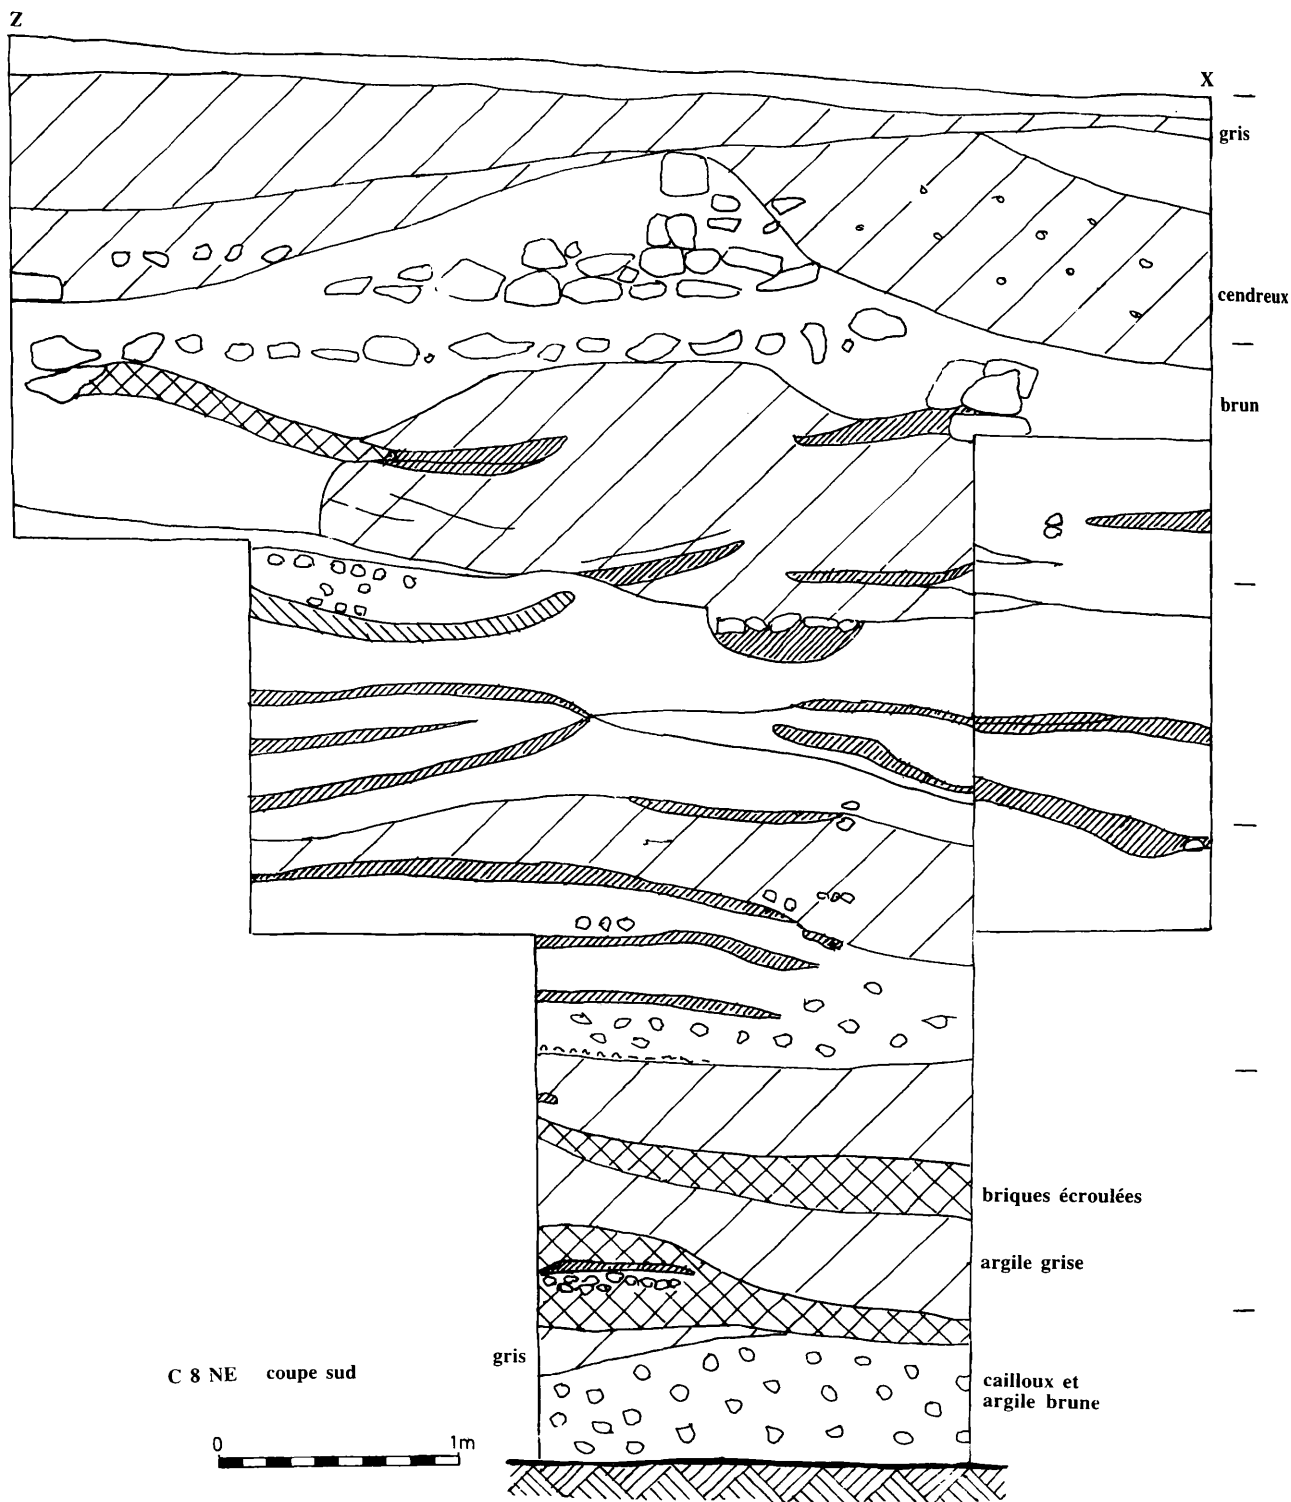 Z
X
gris
cendreux
brun
briques écroulées
argile grise
gris
cailloux et
argile brune
C 8 NE coupe sud
0 1m